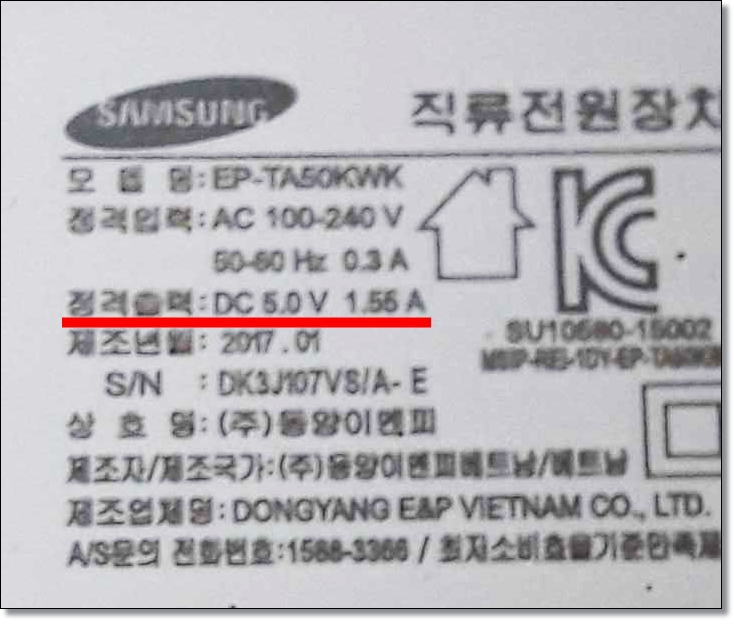 SAMSUNG
직류전원장치
모 델 명:EP-TA50KWK
정격입력:AC 100-240 V
50-60 Hz 0.3 A
정격출력:DC 5.0 V 1.55 A
제조년월: 2017.01
S/N : DK3J107VS/A- E
상 호 명:(주)동양이엔피
제조자/제조국가:(주)동양이엔피베트남/베트남
제조업체명: DONGYANG E&P VIETNAM CO., LTD.
A/S문의 전화번호:1588-3366 / 최저소비효율기준만족제
KC
SU10580-15002